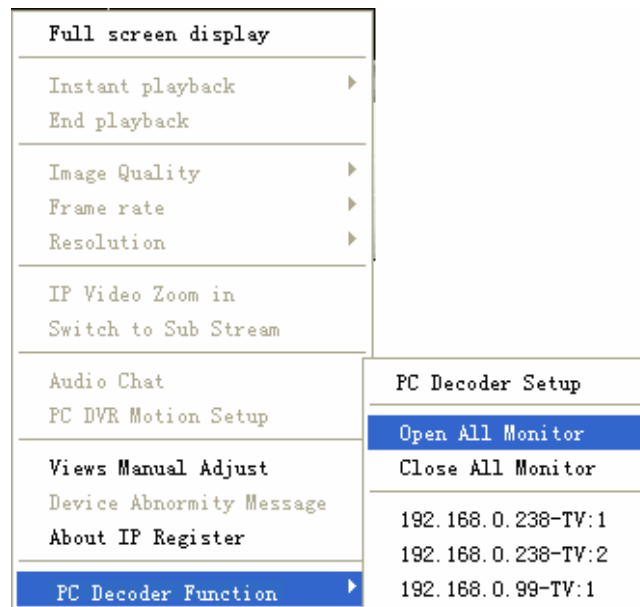 Full screen display
Instant playback
End playback
Image Quality
Frame rate
Resolution
IP Video Zoom in
Switch to Sub Stream
Audio Chat
PC DVR Motion Setup
Views Manual Adjust
Device Abnormity Message
About IP Register
PC Decoder Function
PC Decoder Setup
Open All Monitor
Close All Monitor
192.168.0.238-TV:1
192.168.0.238-TV:2
192.168.0.99-TV:1